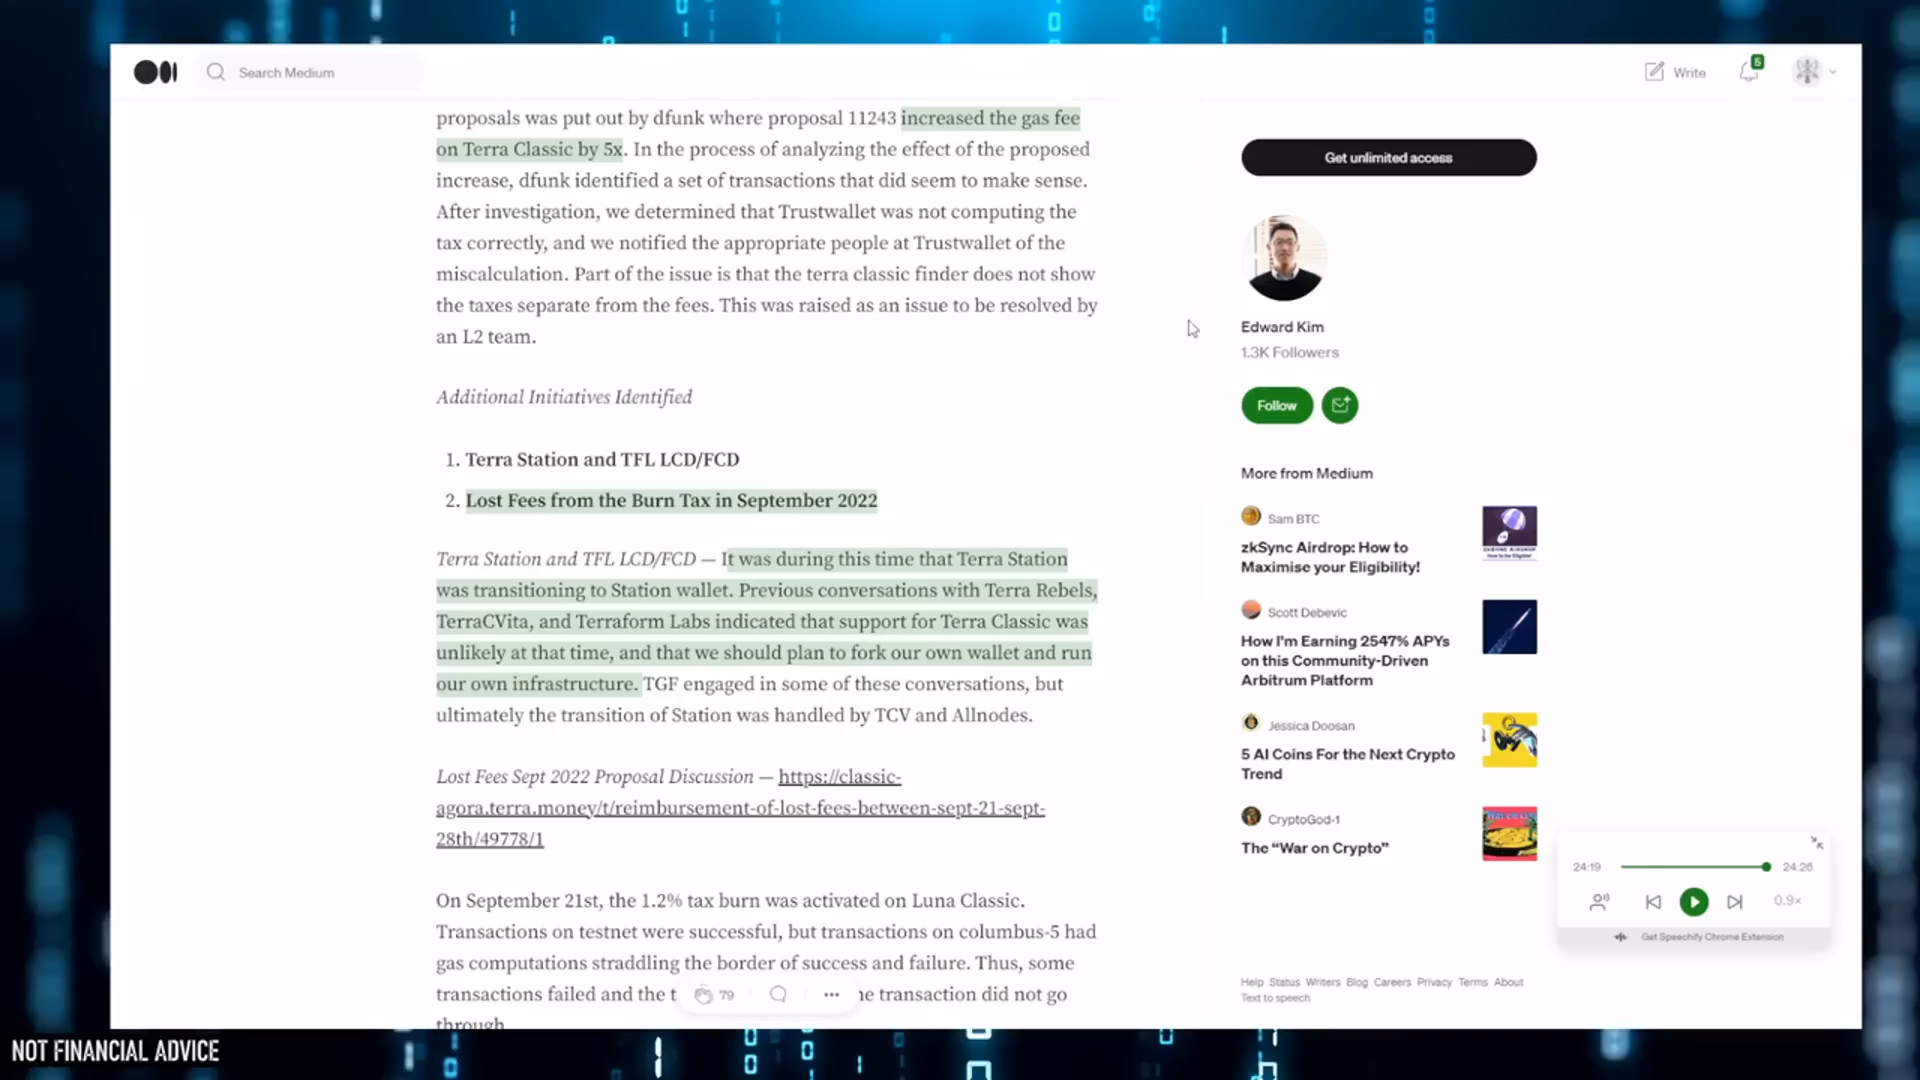 Search Medium
Write
5
proposals was put out by dfunk where proposal 11243 increased the gas fee
on Terra Classic by 5x. In the process of analyzing the effect of the proposed
increase, dfunk identified a set of transactions that did seem to make sense.
After investigation, we determined that Trustwallet was not computing the
tax correctly, and we notified the appropriate people at Trustwallet of the
miscalculation. Part of the issue is that the terra classic finder does not show
the taxes separate from the fees. This was raised as an issue to be resolved by
an L2 team.
Additional Initiatives Identified
1. Terra Station and TFL LCD/FCD
2. Lost Fees from the Burn Tax in September 2022
Terra Station and TFL LCD/FCD — It was during this time that Terra Station
was transitioning to Station wallet. Previous conversations with Terra Rebels,
TerraCVita, and Terraform Labs indicated that support for Terra Classic was
unlikely at that time, and that we should plan to fork our own wallet and run
our own infrastructure. TGF engaged in some of these conversations, but
ultimately the transition of Station was handled by TCV and Allnodes.
Lost Fees Sept 2022 Proposal Discussion — https://classic-
agora.terra.money/t/reimbursement-of-lost-fees-between-sept-21-sept-
28th/49778/1
On September 21st, the 1.2% tax burn was activated on Luna Classic.
Transactions on testnet were successful, but transactions on columbus-5 had
gas computations straddling the border of success and failure. Thus, some
transactions failed and the t
79
e transaction did not go
through
Get unlimited access
Edward Kim
1.3K Followers
Follow
More from Medium
Sam BTC
zkSync Airdrop: How to
Maximise your Eligibility!
Scott Debevic
How I'm Earning 2547% APYs
on this Community-Driven
Arbitrum Platform
Jessica Doosan
5 AI Coins For the Next Crypto
Trend
CryptoGod-1
The “War on Crypto”
Help Status Writers Blog Careers Privacy Terms About
Text to speech
24:19
24:26
0.9×
Get Speechify Chrome Extension
NOT FINANCIAL ADVICE